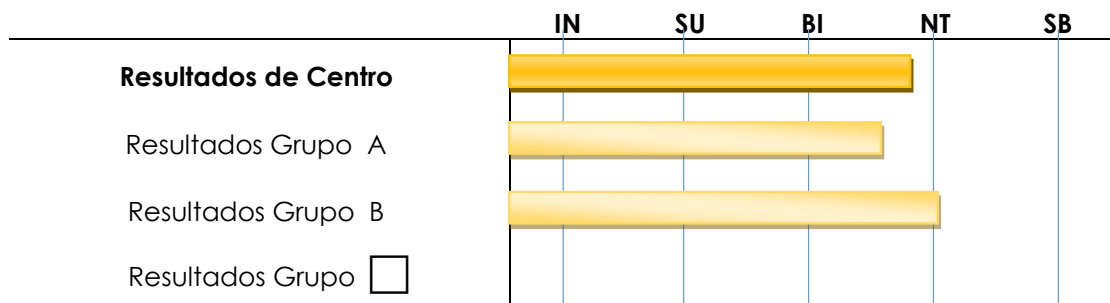 IN SU BI NT SB
Resultados de Centro
Resultados Grupo A
Resultados Grupo B
Resultados Grupo